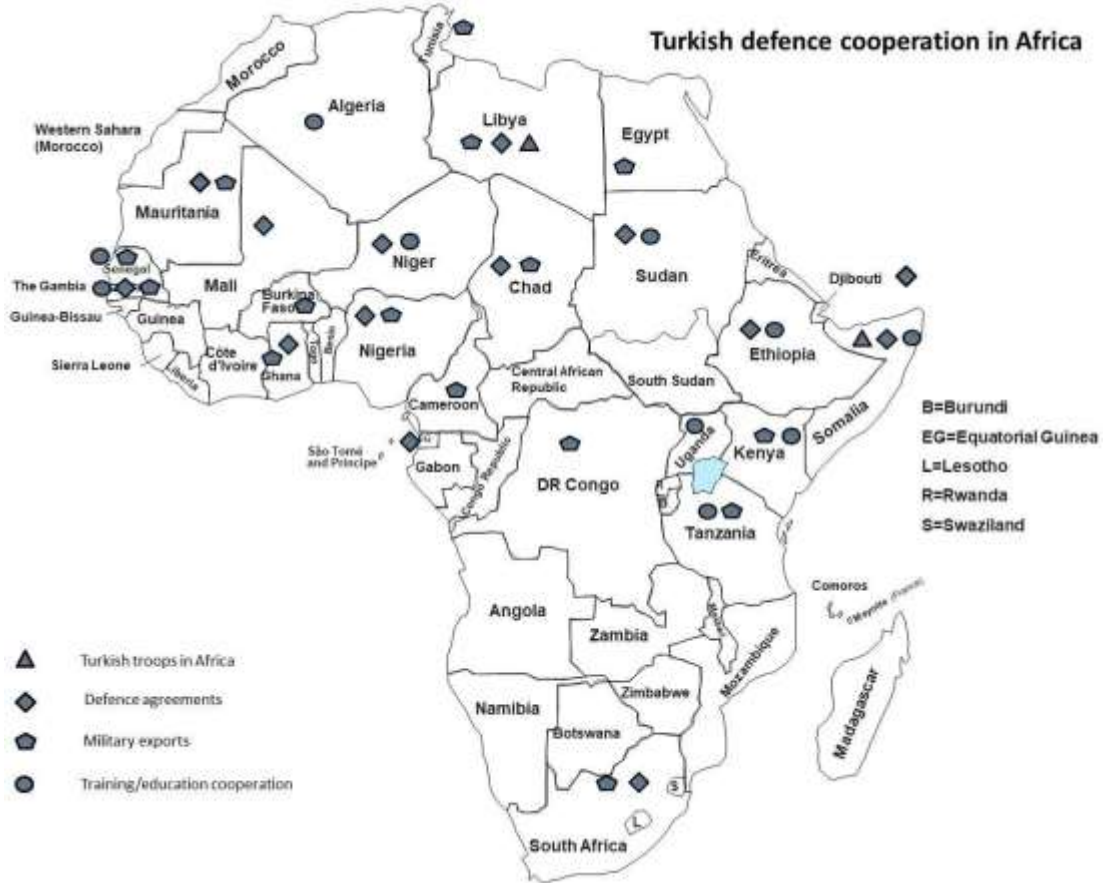 Turkish defence cooperation in Africa
Tunisia
Morocco
Algeria
Libya
Egypt
Western Sahara
(Morocco)
Mauritania
Senegal
The Gambia
Guinea-Bissau
Guinea
Sierra Leone
Liberia
Mali
Burkina
Faso
Côte
d'Ivoire
Ghana
Togo
Benin
Niger
Nigeria
Chad
Sudan
Eritrea
Djibouti
Ethiopia
Somalia
Cameroon
Central African
Republic
South Sudan
EG
São Tomé
and Príncipe
Gabon
Congo Republic
DR Congo
Uganda
Kenya
R
B
Tanzania
B=Burundi
EG=Equatorial Guinea
L=Lesotho
R=Rwanda
S=Swaziland
Comoros
Mayotte (France)
Angola
Zambia
Malawi
Mozambique
Zimbabwe
Madagascar
Namibia
Botswana
S
L
South Africa
Turkish troops in Africa
Defence agreements
Military exports
Training/education cooperation